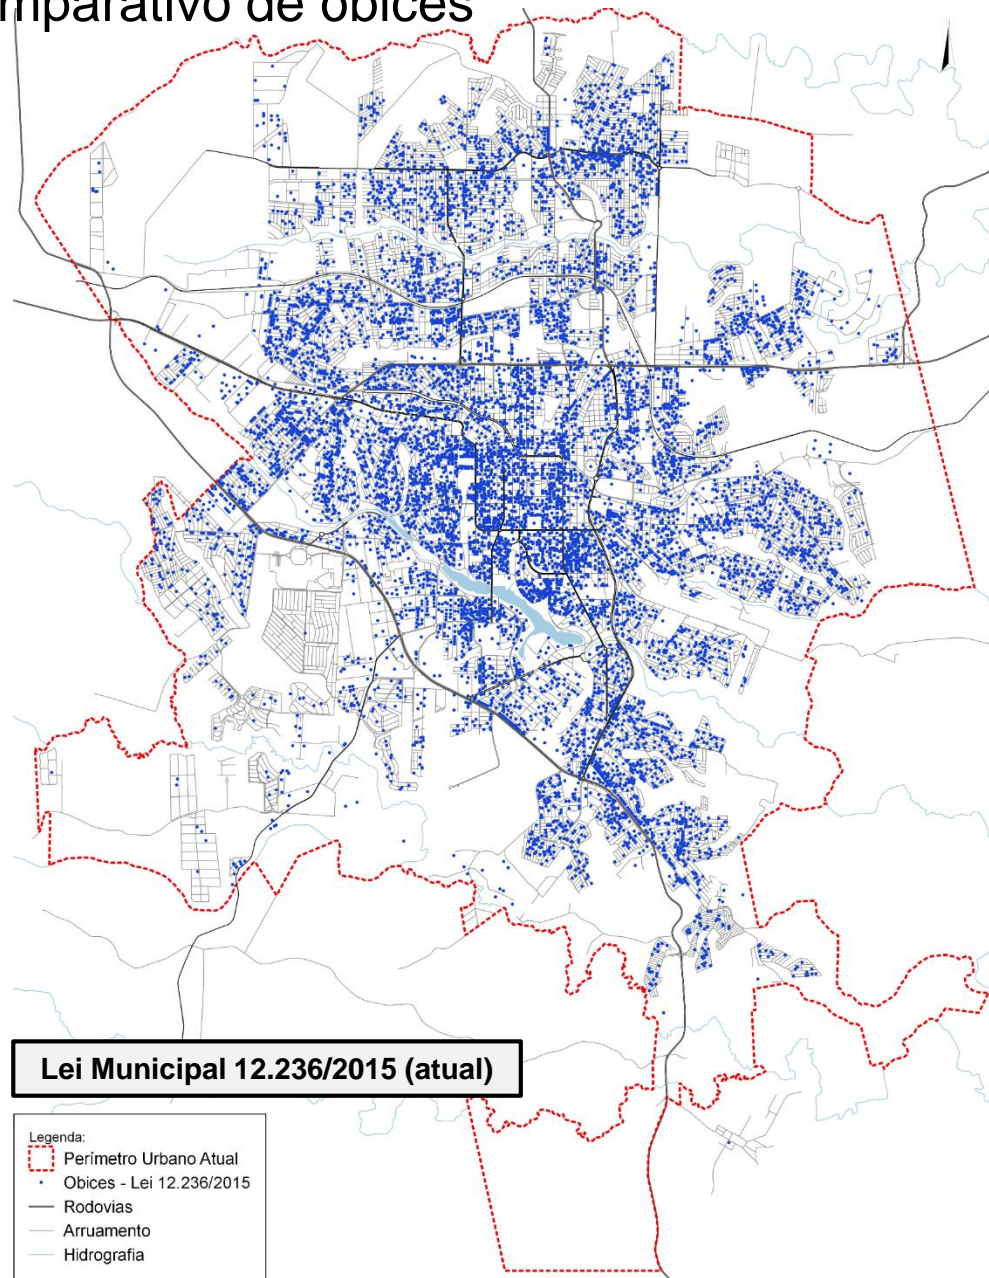 mparativo de óbices
Lei Municipal 12.236/2015 (atual)
Legenda:
Perímetro Urbano Atual
Obices - Lei 12.236/2015
Rodovias
Arruamento
Hidrografia